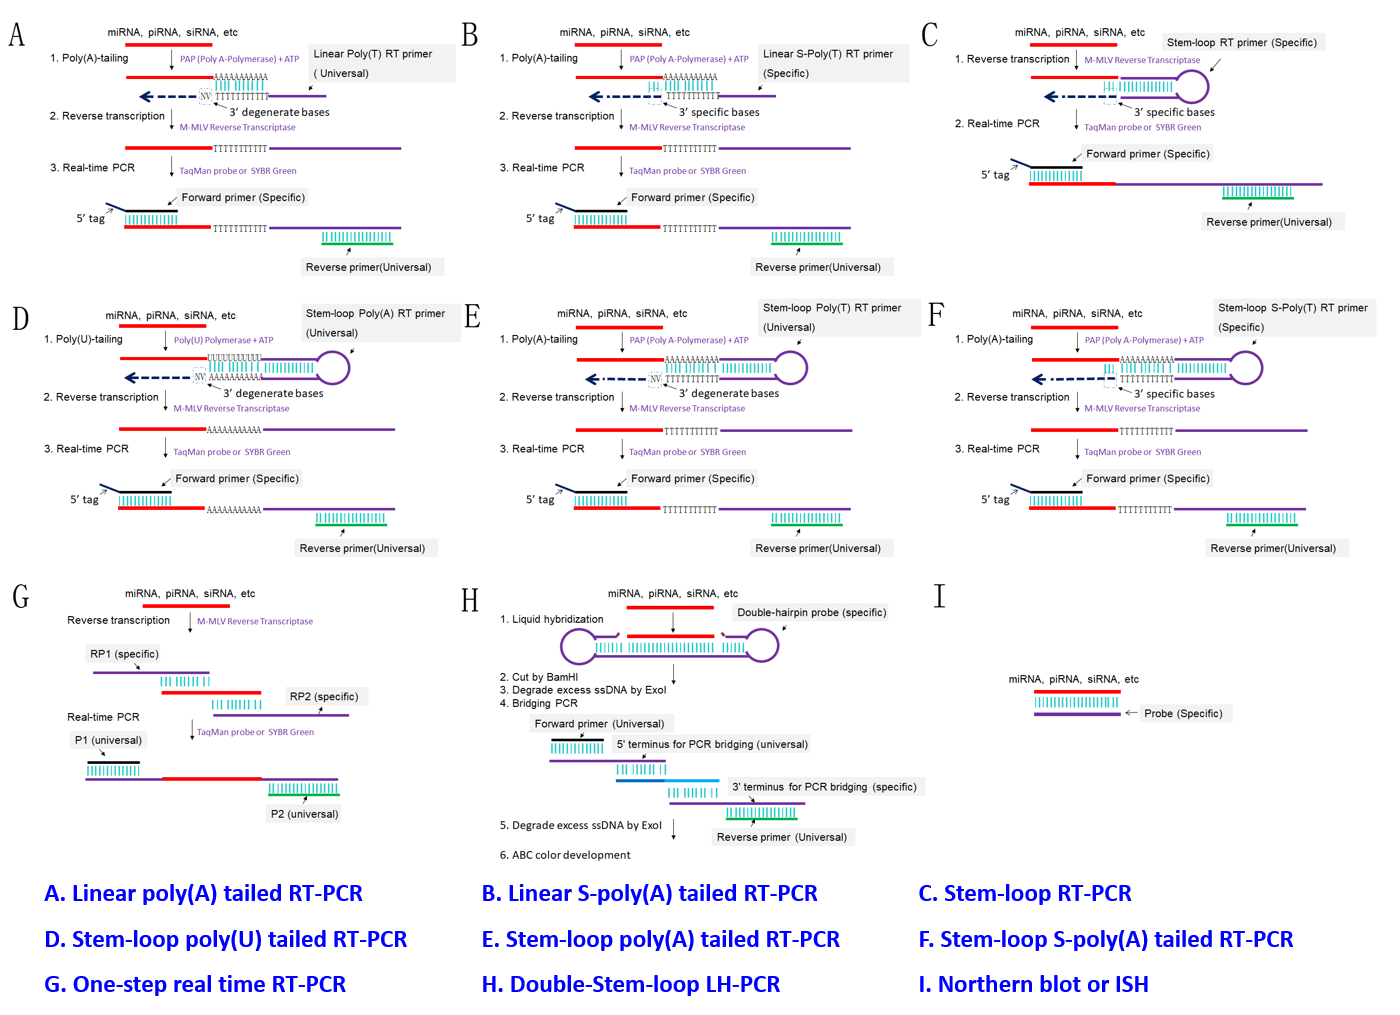 A
miRNA, piRNA, siRNA, etc
1. Poly(A)-tailing
PAP (Poly A-Polymerase) + ATP
Linear Poly(T) RT primer
( Universal)
AAAAAAAAAAA
NV
TTTTTTTTTTT
3' degenerate bases
2. Reverse transcription
M-MLV Reverse Transcriptase
TTTTTTTTTTT
3. Real-time PCR
TaqMan probe or SYBR Green
Forward primer (Specific)
5' tag
TTTTTTTTTTT
Reverse primer(Universal)
B
miRNA, piRNA, siRNA, etc
1. Poly(A)-tailing
PAP (Poly A-Polymerase) + ATP
Linear S-Poly(T) RT primer
(Specific)
AAAAAAAAAAA
TTTTTTTTTTT
3' specific bases
2. Reverse transcription
M-MLV Reverse Transcriptase
TTTTTTTTTTT
3. Real-time PCR
TaqMan probe or SYBR Green
Forward primer (Specific)
5' tag
TTTTTTTTTTT
Reverse primer(Universal)
C
miRNA, piRNA, siRNA, etc
Stem-loop RT primer (Specific)
1. Reverse transcription
M-MLV Reverse Transcriptase
3' specific bases
2. Real-time PCR
TaqMan probe or SYBR Green
Forward primer (Specific)
5' tag
Reverse primer(Universal)
D
miRNA, piRNA, siRNA, etc
1. Poly(U)-tailing
Poly(U) Polymerase + ATP
Stem-loop Poly(A) RT primer
(Universal)
UUUUUUUUUUU
NV
AAAAAAAAAAA
3' degenerate bases
2. Reverse transcription
M-MLV Reverse Transcriptase
AAAAAAAAAAA
3. Real-time PCR
TaqMan probe or SYBR Green
Forward primer (Specific)
5' tag
AAAAAAAAAAA
Reverse primer(Universal)
E
miRNA, piRNA, siRNA, etc
1. Poly(A)-tailing
PAP (Poly A-Polymerase) + ATP
Stem-loop Poly(T) RT primer
(Universal)
AAAAAAAAAAA
NV
TTTTTTTTTTT
3' degenerate bases
2. Reverse transcription
M-MLV Reverse Transcriptase
TTTTTTTTTTT
3. Real-time PCR
TaqMan probe or SYBR Green
Forward primer (Specific)
5' tag
TTTTTTTTTTT
Reverse primer(Universal)
F
miRNA, piRNA, siRNA, etc
1. Poly(A)-tailing
PAP (Poly A-Polymerase) + ATP
Stem-loop S-Poly(T) RT primer
(Specific)
AAAAAAAAAAA
TTTTTTTTTTT
3' specific bases
2. Reverse transcription
M-MLV Reverse Transcriptase
TTTTTTTTTTT
3. Real-time PCR
TaqMan probe or SYBR Green
Forward primer (Specific)
5' tag
TTTTTTTTTTT
Reverse primer(Universal)
G
miRNA, piRNA, siRNA, etc
Reverse transcription
M-MLV Reverse Transcriptase
RP1 (specific)
RP2 (specific)
Real-time PCR
TaqMan probe or SYBR Green
P1 (universal)
P2 (universal)
H
miRNA, piRNA, siRNA, etc
1. Liquid hybridization
Double-hairpin probe (specific)
2. Cut by BamHI
3. Degrade excess ssDNA by ExoI
4. Bridging PCR
Forward primer (Universal)
5' terminus for PCR bridging (universal)
3' terminus for PCR bridging (specific)
5. Degrade excess ssDNA by ExoI
Reverse primer (Universal)
6. ABC color development
I
miRNA, piRNA, siRNA, etc
Probe (Specific)
A. Linear poly(A) tailed RT-PCR
B. Linear S-poly(A) tailed RT-PCR
C. Stem-loop RT-PCR
D. Stem-loop poly(U) tailed RT-PCR
E. Stem-loop poly(A) tailed RT-PCR
F. Stem-loop S-poly(A) tailed RT-PCR
G. One-step real time RT-PCR
H. Double-Stem-loop LH-PCR
I. Northern blot or ISH